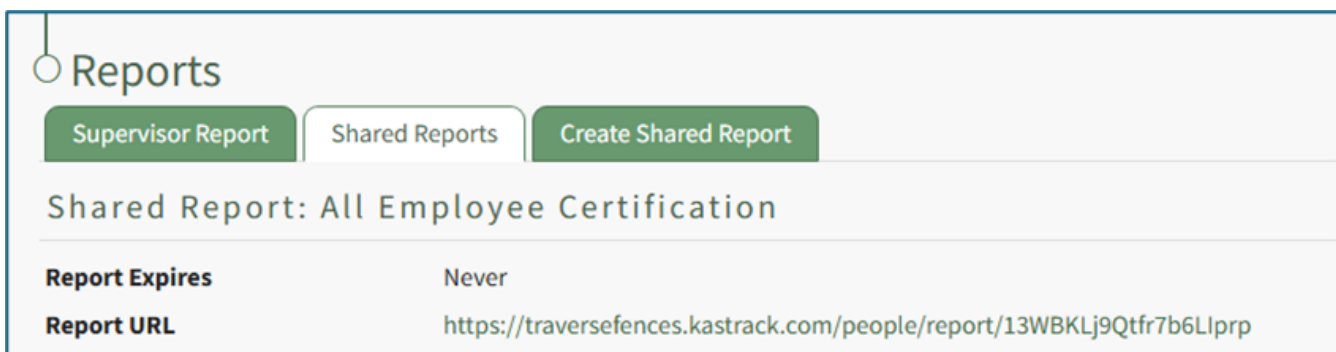 Reports
Supervisor Report Shared Reports Create Shared Report
Shared Report: All Employee Certification
Report Expires Never
Report URL https://traversefences.kastrack.com/people/report/13WBKLj9Qtfr7b6LIprp